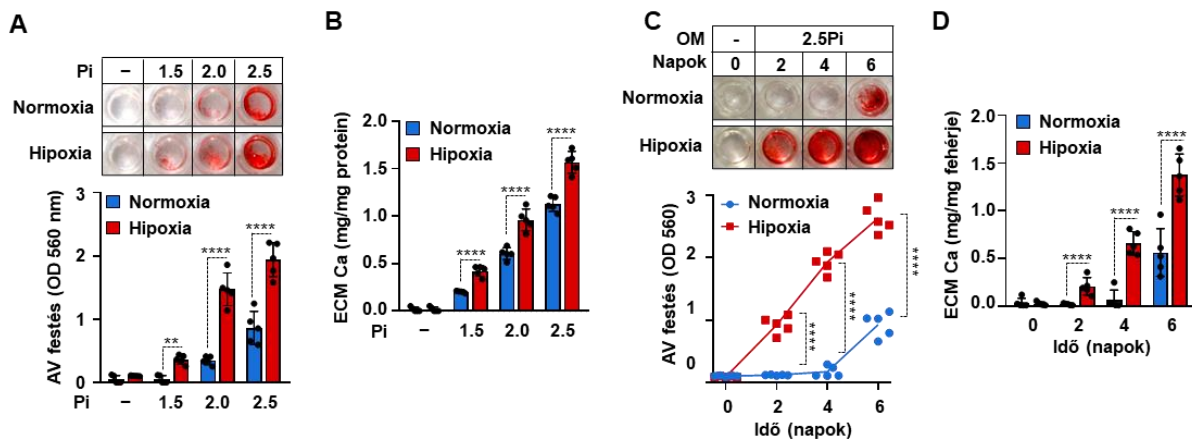 A
Pi – 1.5 2.0 2.5
Normoxia
Hipoxia
AV festés (OD 560 nm)
3
2
1
0
Normoxia
Hipoxia
**
****
****
Pi – 1.5 2.0 2.5
B
ECM Ca (mg/mg protein)
2.0
1.5
1.0
0.5
0.0
Normoxia
Hipoxia
****
****
****
Pi – 1.5 2.0 2.5
C
OM - 2.5Pi
Napok 0 2 4 6
Normoxia
Hipoxia
AV festés (OD 560)
3
2
1
0
Normoxia
Hipoxia
****
****
****
0 2 4 6
Idő (napok)
D
ECM Ca (mg/mg fehérje)
2.0
1.5
1.0
0.5
0.0
Normoxia
Hipoxia
****
****
****
0 2 4 6
Idő (napok)